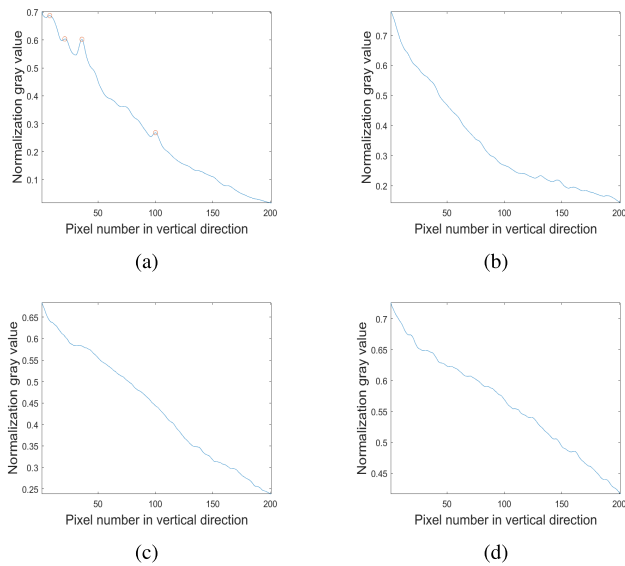 0.7
0.6
0.5
0.4
0.3
0.2
0.1
50 100 150 200
Normalization gray value
Pixel number in vertical direction
(a)
0.7
0.6
0.5
0.4
0.3
0.2
50 100 150 200
Normalization gray value
Pixel number in vertical direction
(b)
0.65
0.6
0.55
0.5
0.45
0.4
0.35
0.3
0.25
50 100 150 200
Normalization gray value
Pixel number in vertical direction
(c)
0.7
0.65
0.6
0.55
0.5
0.45
50 100 150 200
Normalization gray value
Pixel number in vertical direction
(d)